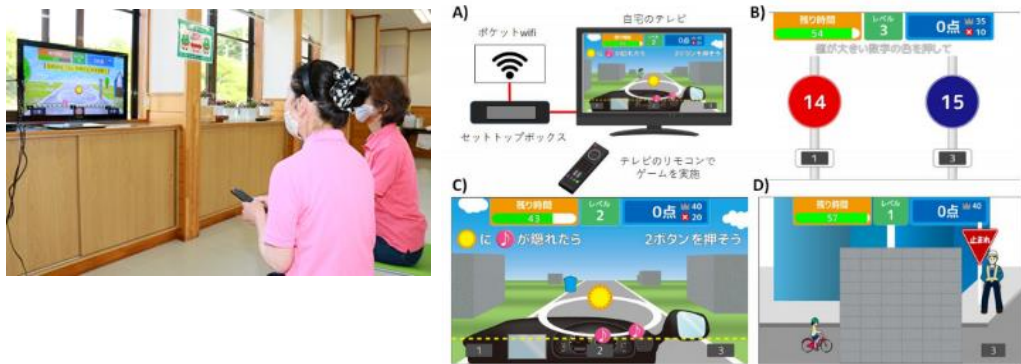 A)
自宅のテレビ
ポケットwifi
セットトップボックス
テレビのリモコンで
ゲームを実施
B)
残り時間
54
レベル
3
0点
35
10
値が大きい数字の色を押して
14
15
1
3
C)
残り時間
43
レベル
2
0点
40
20
に が隠れたら 2ボタンを押そう
1
2
3
D)
残り時間
57
レベル
1
0点
40
止まれ
3